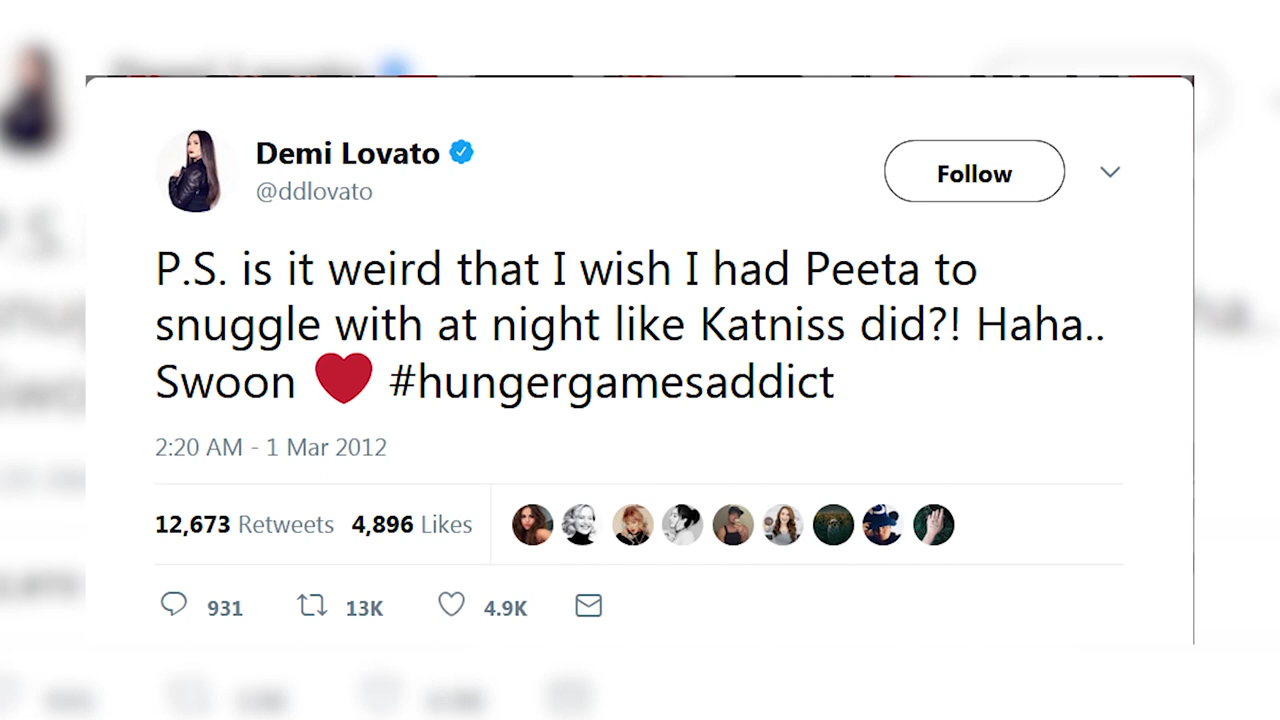 Demi Lovato
@ddlovato
Follow
P.S. is it weird that I wish I had Peeta to
snuggle with at night like Katniss did?! Haha..
Swoon ❤ #hungergamesaddict
2:20 AM - 1 Mar 2012
12,673 Retweets 4,896 Likes
931 13K 4.9K